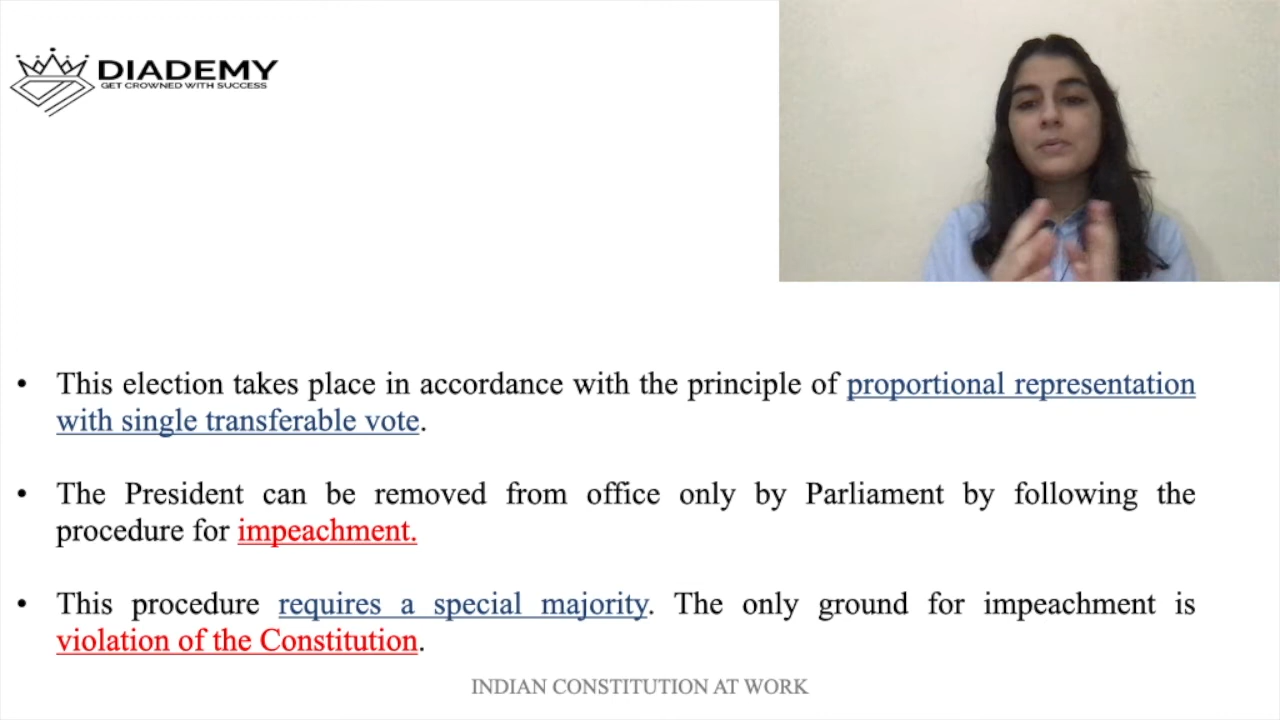 DIADEMY
GET CROWNED WITH SUCCESS
• This election takes place in accordance with the principle of proportional representation
with single transferable vote.
• The President can be removed from office only by Parliament by following the
procedure for impeachment.
• This procedure requires a special majority. The only ground for impeachment is
violation of the Constitution.
INDIAN CONSTITUTION AT WORK